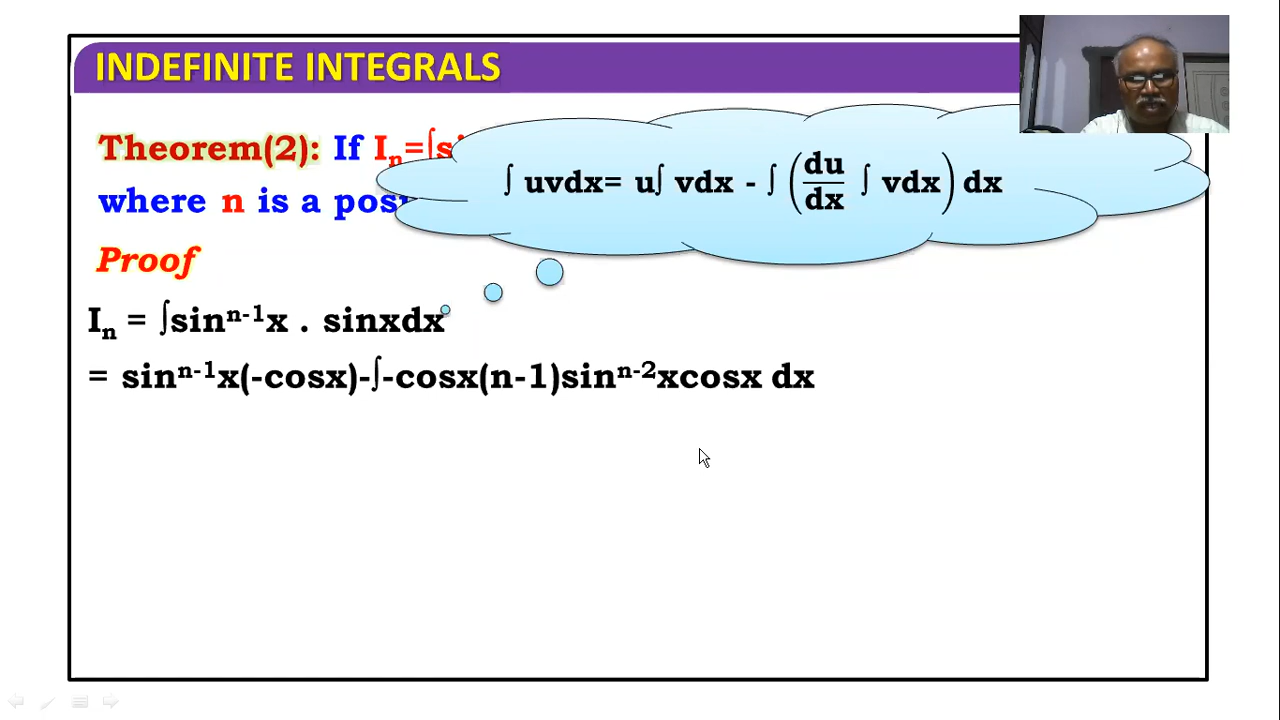 INDEFINITE INTEGRALS
Theorem(2): If Iₙ=∫
where n is a
∫ uvdx= u∫ vdx - ∫ (du/dx ∫ vdx) dx
Proof
Iₙ = ∫sinⁿ⁻¹x . sinxdx
= sinⁿ⁻¹x(-cosx)-∫-cosx(n-1)sinⁿ⁻²xcosx dx